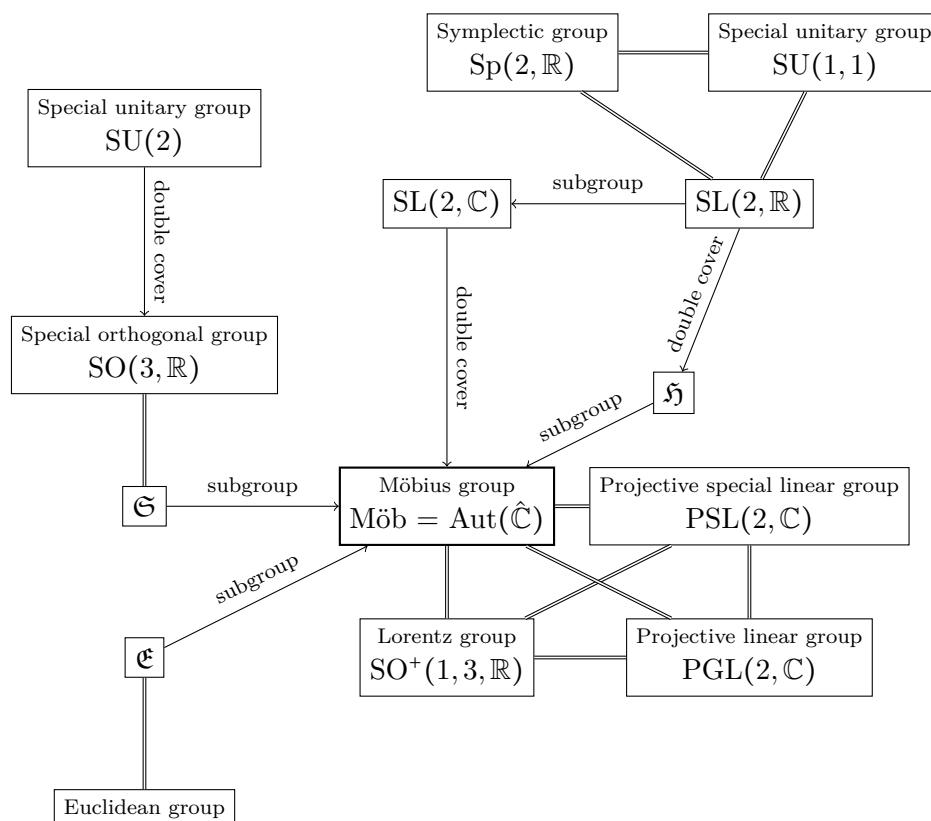 Symplectic group
Sp(2, ℝ)
Special unitary group
SU(1, 1)
Special unitary group
SU(2)
SL(2, ℂ)
subgroup
SL(2, ℝ)
double cover
double cover
double cover
Special orthogonal group
SO(3, ℝ)
ℌ
subgroup
𝔖
subgroup
Möbius group
Möb = Aut(ℂ̂)
Projective special linear group
PSL(2, ℂ)
subgroup
𝔈
Lorentz group
SO⁺(1, 3, ℝ)
Projective linear group
PGL(2, ℂ)
Euclidean group